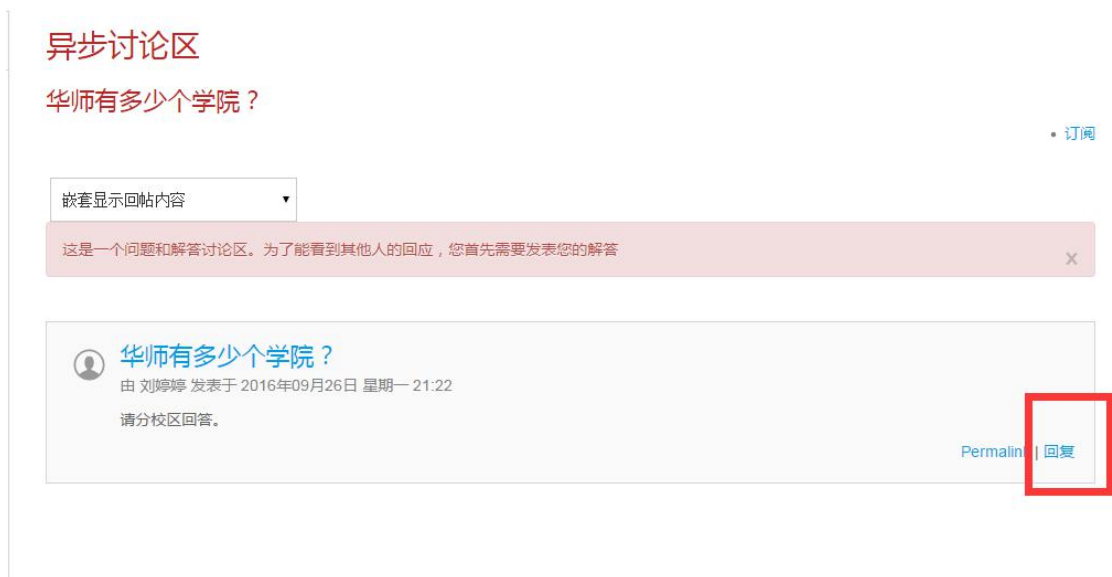 异步讨论区
华师有多少个学院？
• 订阅
嵌套显示回帖内容
这是一个问题和解答讨论区。为了能看到其他人的回应，您首先需要发表您的解答
x
华师有多少个学院？
由 刘婷婷 发表于 2016年09月26日 星期一 21:22
请分校区回答。
Permalink | 回复